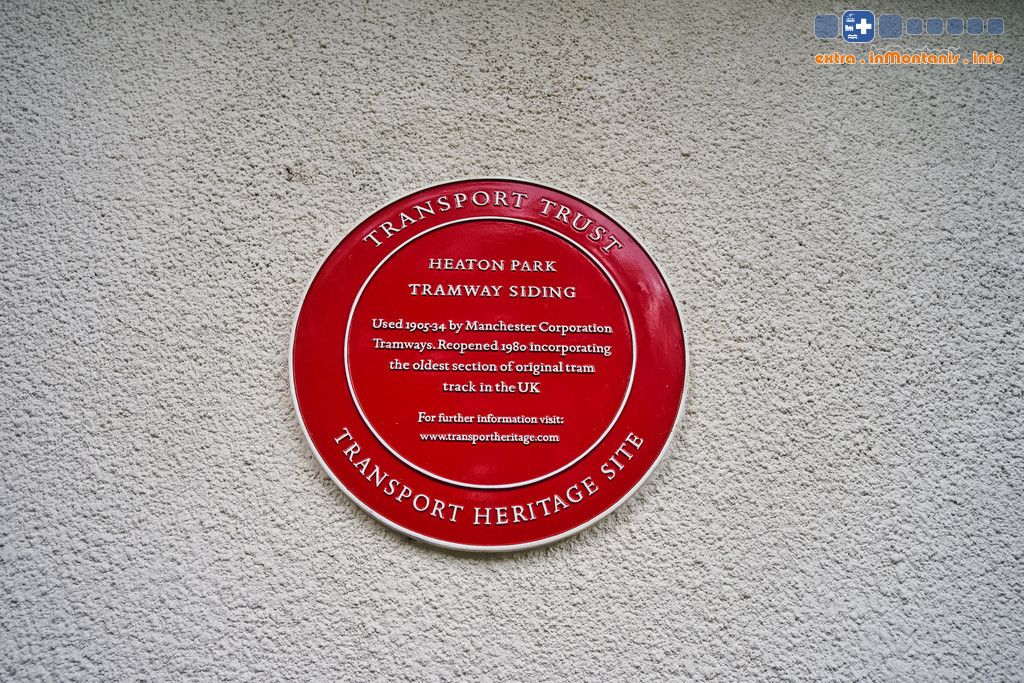 extra . InMontanis . info
TRANSPORT TRUST
HEATON PARK
TRAMWAY SIDING
Used 1905-34 by Manchester Corporation
Tramways. Reopened 1980 incorporating
the oldest section of original tram
track in the UK
For further information visit:
www.transportheritage.com
TRANSPORT HERITAGE SITE